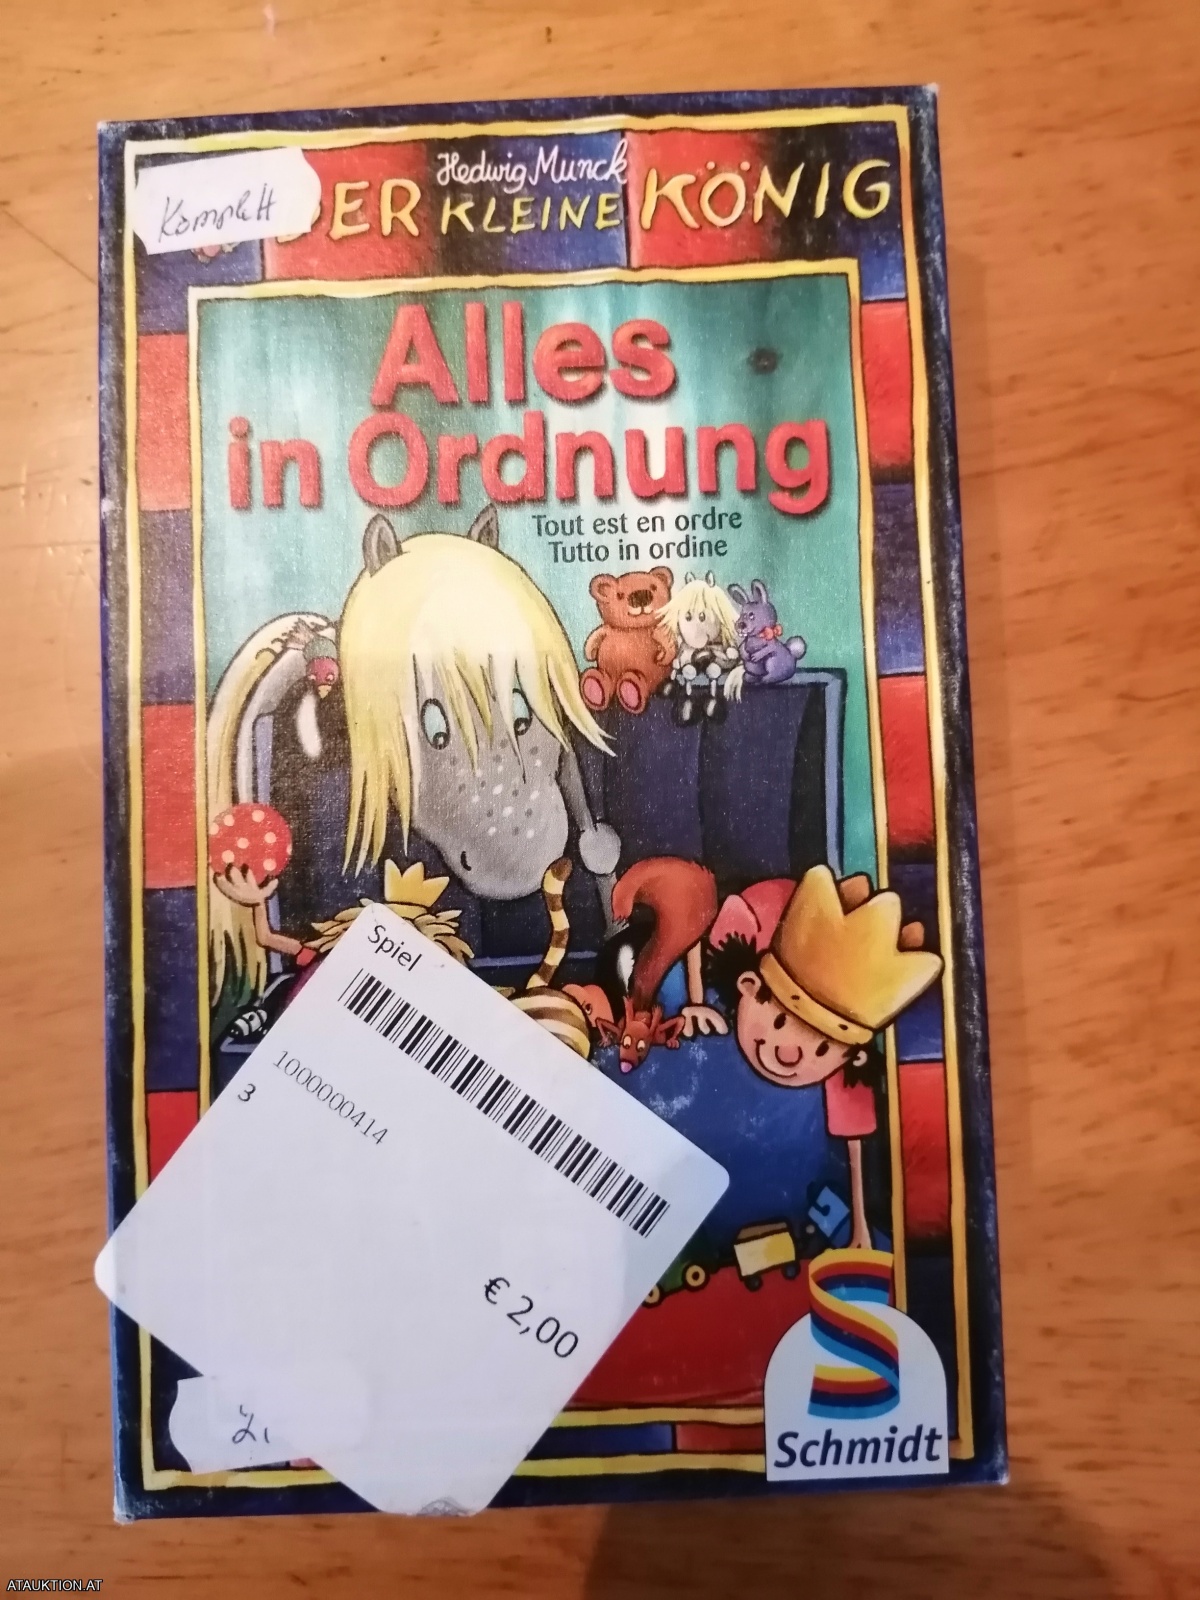 Komplett
Hedwig Munck
DER KLEINE KÖNIG
Alles
in Ordnung
Tout est en ordre
Tutto in ordine
Spiel
1000000414
3
€ 2,00
Schmidt
ATAUKTION.AT